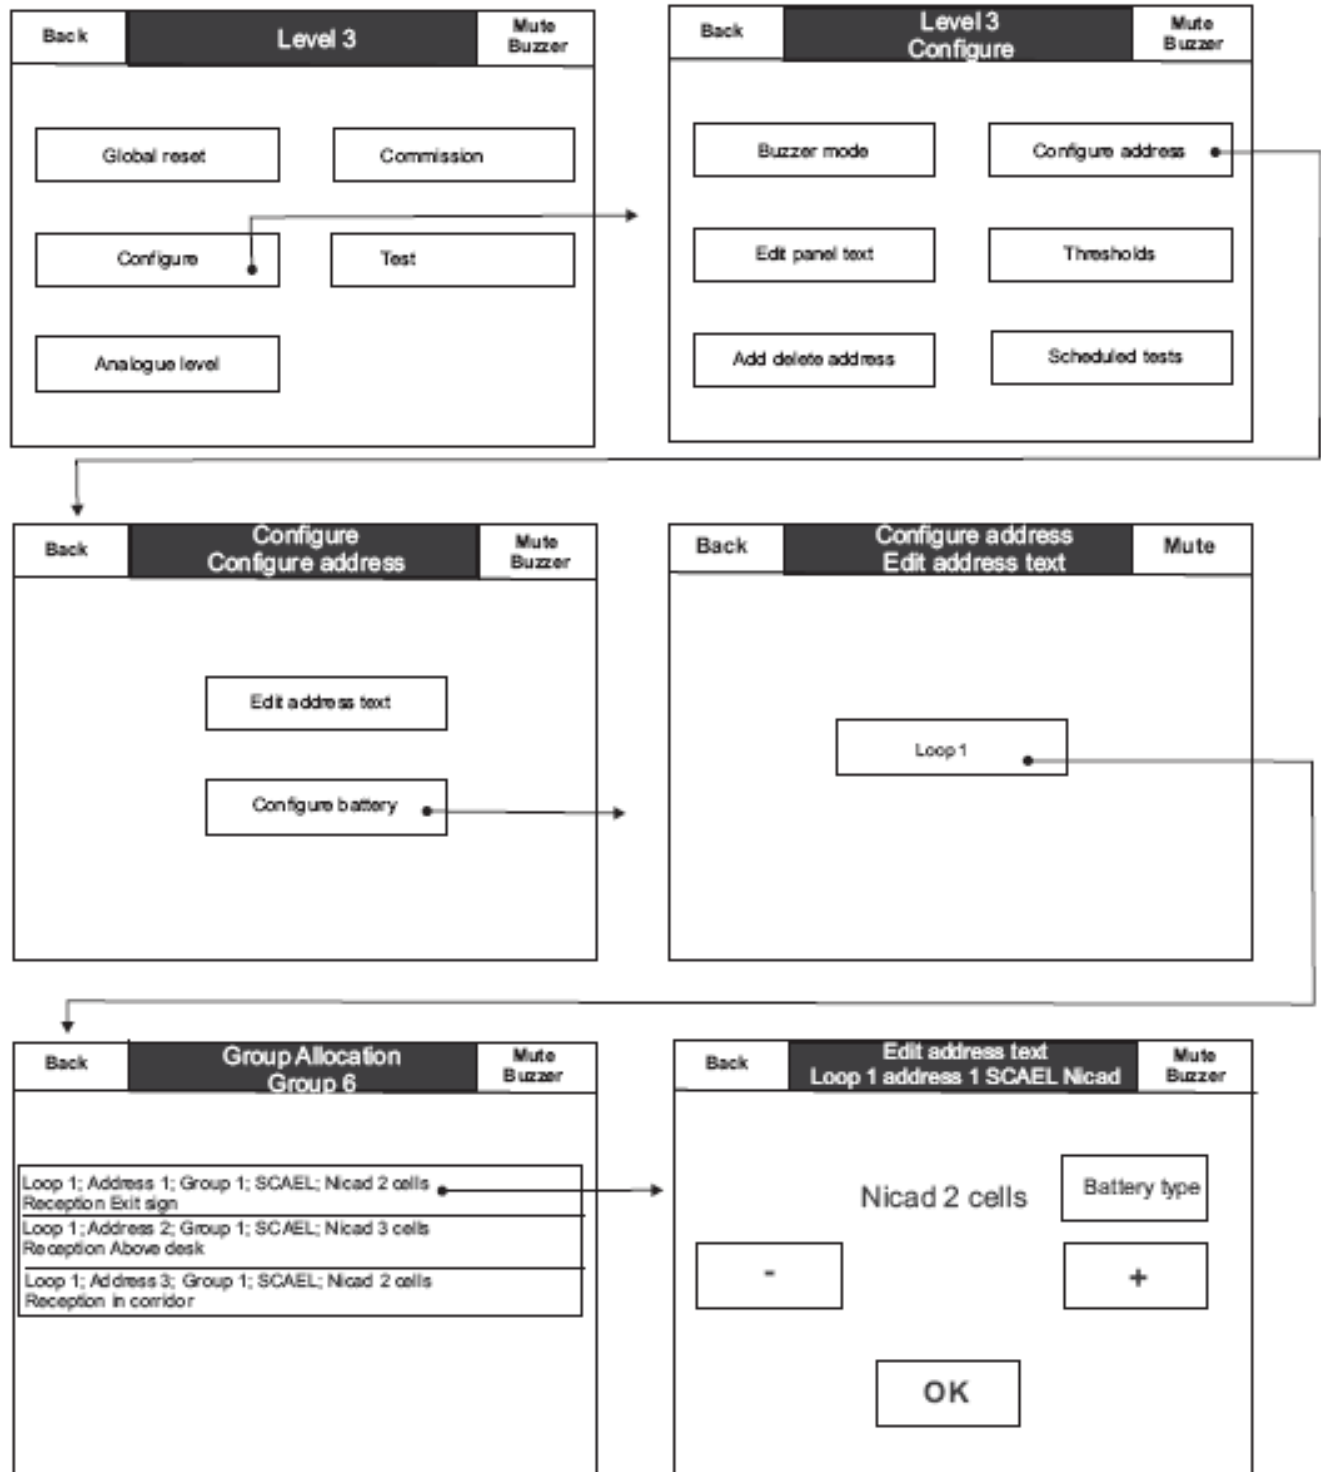 Back
Level 3
Mute
Buzzer
Global reset
Commission
Configure
Test
Analogue level
Back
Level 3
Configure
Mute
Buzzer
Buzzer mode
Configure address
Edit panel text
Thresholds
Add delete address
Scheduled tests
Back
Configure
Configure address
Mute
Buzzer
Edit address text
Configure battery
Back
Configure address
Edit address text
Mute
Loop 1
Back
Group Allocation
Group 6
Mute
Buzzer
Loop 1; Address 1; Group 1; SCAEL; Nicad 2 cells
Reception Exit sign
Loop 1; Address 2; Group 1; SCAEL; Nicad 3 cells
Reception Above desk
Loop 1; Address 3; Group 1; SCAEL; Nicad 2 cells
Reception in corridor
Back
Edit address text
Loop 1 address 1 SCAEL Nicad
Mute
Buzzer
Nicad 2 cells
Battery type
-
+
OK